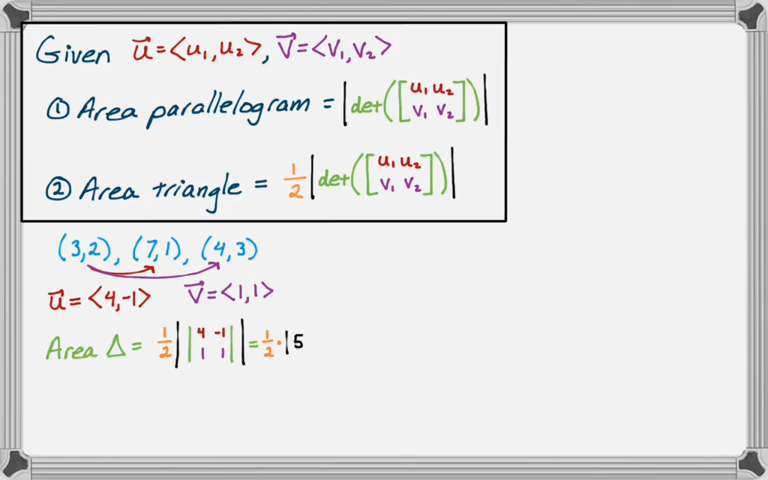 Given u⃗ = <u₁, u₂>, v⃗ = <v₁, v₂>
① Area parallelogram = |det([u₁ u₂
v₁ v₂])|
② Area triangle = 1/2 |det([u₁ u₂
v₁ v₂])|
(3,2), (7,1), (4,3)
u⃗ = <4,-1> v⃗ = <1,1>
Area Δ = 1/2 | |4 -1
1 1| | = 1/2 · |5